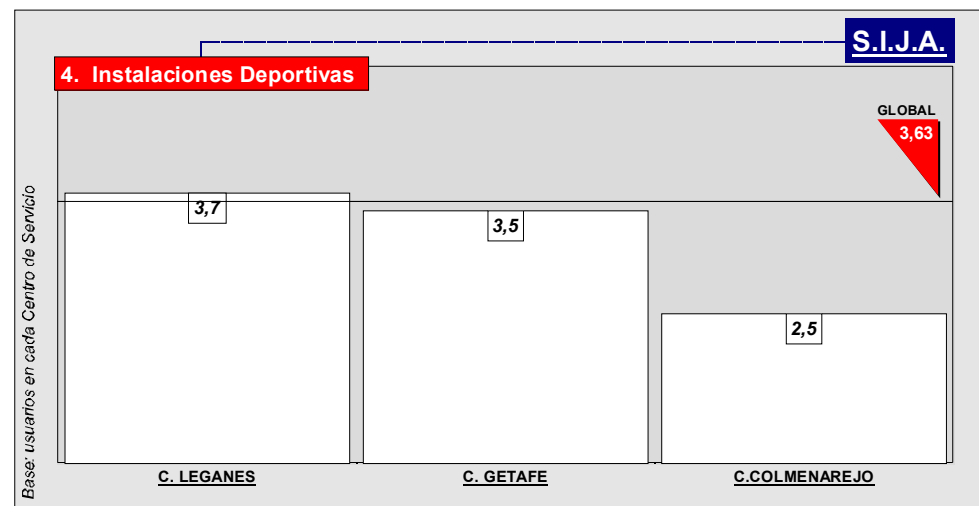 S.I.J.A.
4. Instalaciones Deportivas
GLOBAL
3,63
3,7
3,5
2,5
Base: usuarios en cada Centro de Servicio
C. LEGANES
C. GETAFE
C.COLMENAREJO